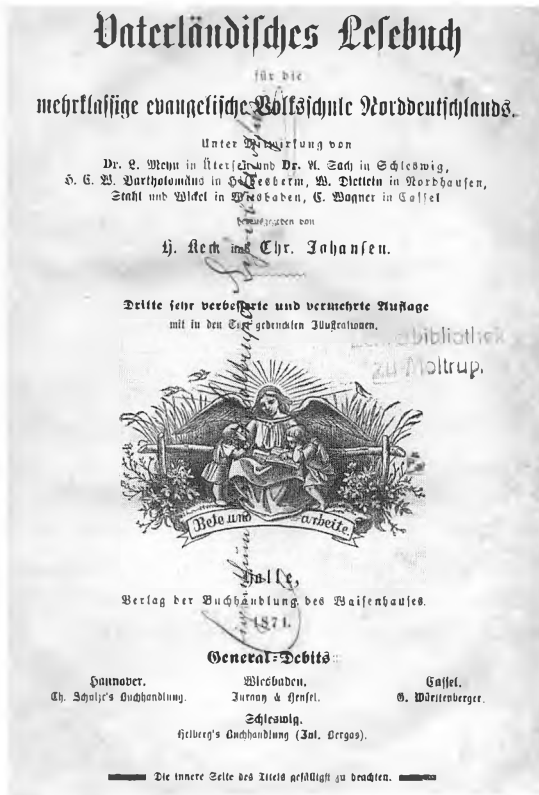 Vaterländisches Lesebuch
für die
mehrklassige evangelische Volksschule Norddeutschlands.
Unter Mitwirkung von
Dr. L. Meyn in Ütersen und Dr. A. Sach in Schleswig,
H. E. W. Bartholomäus in Hildesheim, W. Dietlein in Nordhausen,
Stahl und Wickel in Wiesbaden, C. Wagner in Cassel
herausgegeben von
H. Keck und Chr. Johansen.
Dritte sehr verbesserte und vermehrte Auflage
mit in den Text gedruckten Illustrationen.
bibliothek
zu Moltrup.
Bete und arbeite.
Halle,
Verlag der Buchhandlung des Waisenhauses.
1871.
General-Debits:
Hannover. Wiesbaden. Cassel.
Th. Schulze's Buchhandlung. Jurany & Hensel. G. Württenberger.
Schleswig.
Heiberg's Buchhandlung (Jul. Bergas).
Die innere Seite des Titels gefälligst zu beachten.